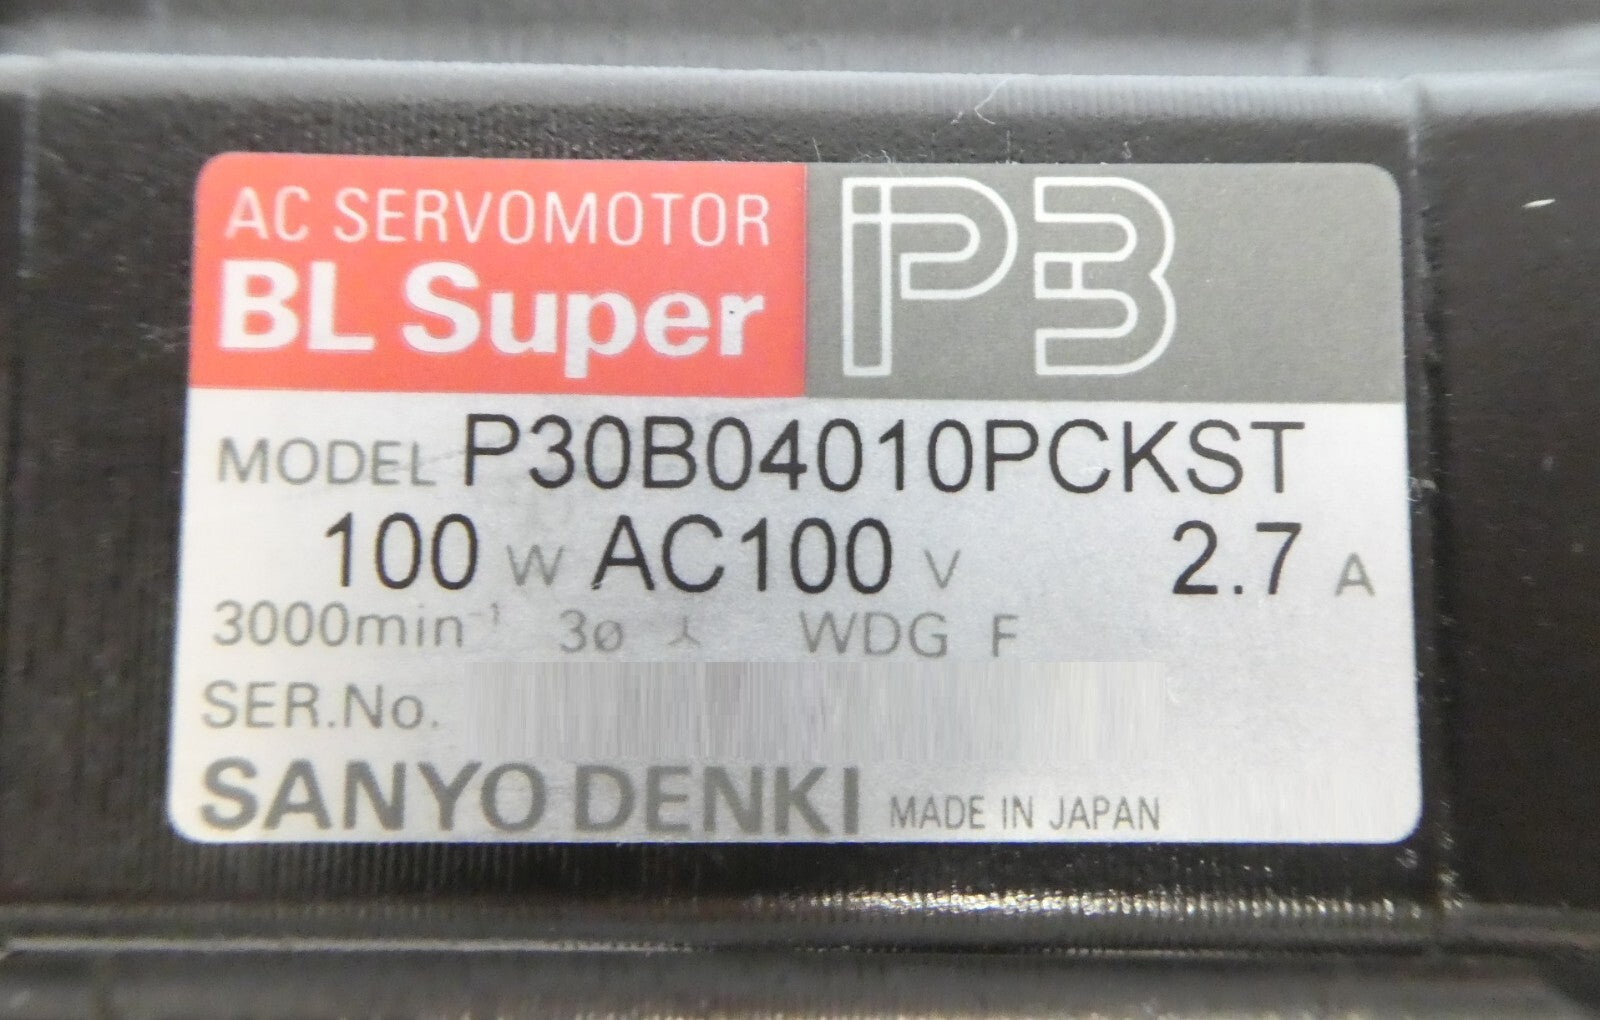 AC SERVOMOTOR
BL Super
P3
MODEL P30B04010PCKST
100 W AC100 V 2.7 A
3000min⁻¹ 3ø 人 WDG F
SER.No.
SANYO DENKI MADE IN JAPAN